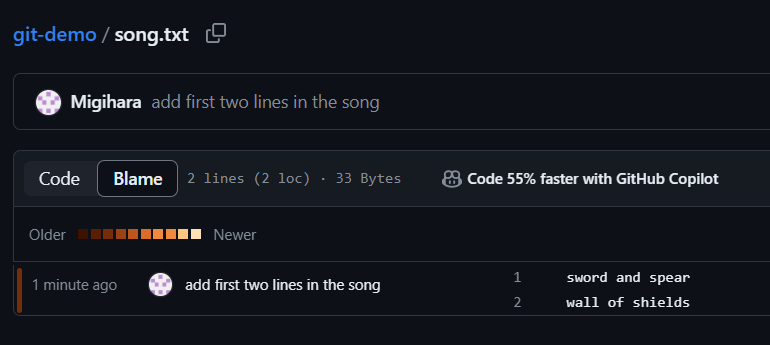 git-demo / song.txt
Migihara add first two lines in the song
Code Blame 2 lines (2 loc) · 33 Bytes Code 55% faster with GitHub Copilot
Older Newer
1 minute ago add first two lines in the song 1 sword and spear
2 wall of shields